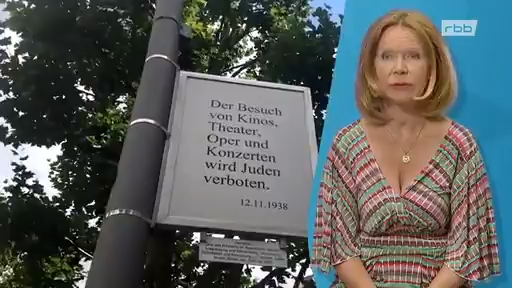 rbb
Der Besuch
von Kinos,
Theater,
Oper und
Konzerten
wird Juden
verboten.
12.11.1938